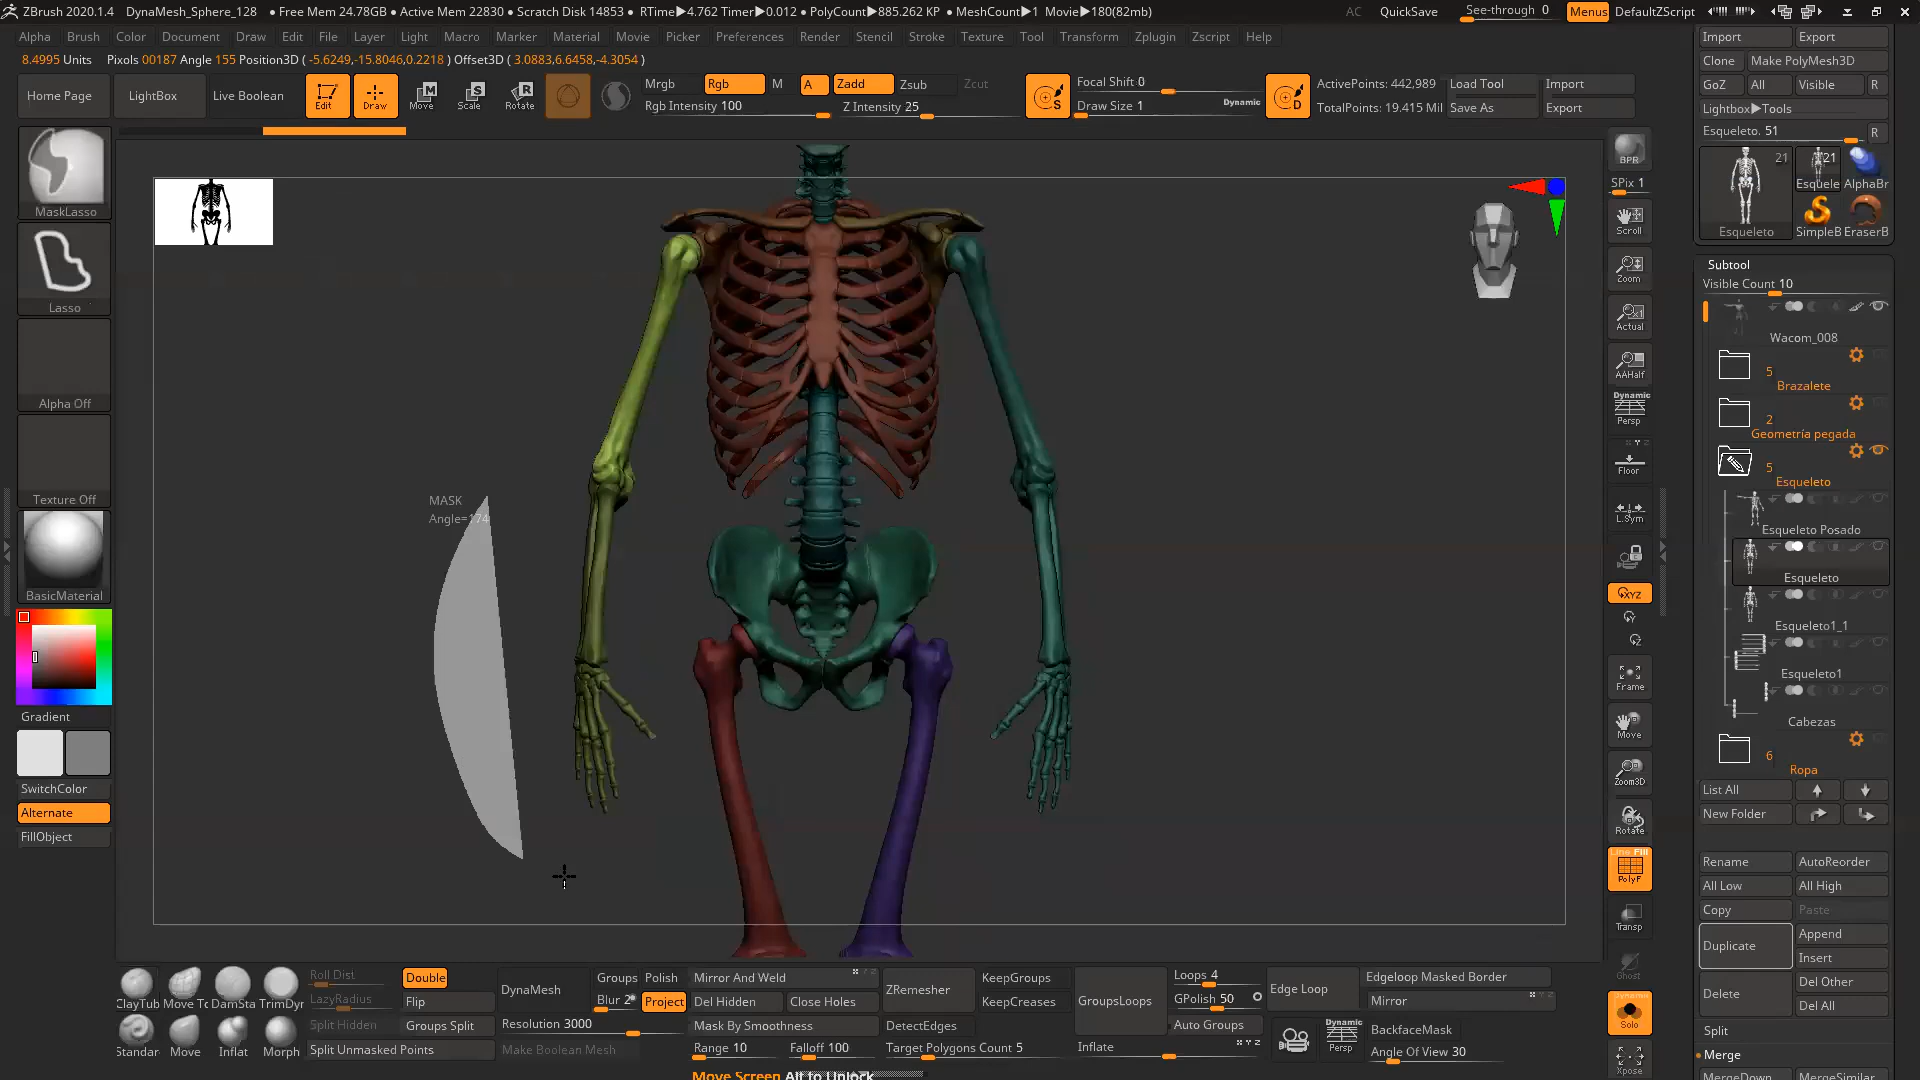 ZBrush 2020.1.4 DynaMesh_Sphere_128 • Free Mem 24.78GB • Active Mem 22830 • Scratch Disk 14853 • RTime▶4.762 Timer▶0.012 • PolyCount▶885.262 KP • MeshCount▶1 Movie▶180(82mb) AC QuickSave See-through 0 Menus DefaultZScript
Alpha Brush Color Document Draw Edit File Layer Light Macro Marker Material Movie Picker Preferences Render Stencil Stroke Texture Tool Transform Zplugin Zscript Help
8.4995 Units Pixols 00187 Angle 155 Position3D ( -5.6249,-15.8046,0.2218 ) Offset3D ( 3.0883,6.6458,-4.3054 )
Home Page LightBox Live Boolean Edit Draw Move Scale Rotate
Mrgb Rgb M A Zadd Zsub Zcut
Rgb Intensity 100 Z Intensity 25
S Focal Shift 0
Draw Size 1 Dynamic
D ActivePoints: 442,989 Load Tool Import
TotalPoints: 19.415 Mil Save As Export
MaskLasso
Lasso
Alpha Off
Texture Off
BasicMaterial
Gradient
SwitchColor
Alternate
FillObject
MASK
Angle=174
BPR
SPix 1
Scroll
Zoom
Actual
AAHalf
Dynamic
Persp
Floor
L.Sym
XYZ
Frame
Move
Zoom3D
Rotate
Line Fill
PolyF
Transp
Ghost
Dynamic
Solo
Xpose
Import Export
Clone Make PolyMesh3D
GoZ All Visible R
Lightbox▶Tools
Esqueleto. 51 R
21 21
Esquele AlphaBr
Esqueleto SimpleB EraserB
Subtool
Visible Count 10
Wacom_008
5
Brazalete
2
Geometría pegada
5
Esqueleto
Esqueleto Posado
Esqueleto
Esqueleto1_1
Esqueleto1
Cabezas
6
Ropa
List All
New Folder
Rename AutoReorder
All Low All High
Copy Paste
Duplicate Append
Insert
Delete Del Other
Del All
Split
Merge
MergeDown MergeSimilar
ClayTub Move Tc DamSta TrimDyr
Standar Move Inflat Morph
Roll Dist Double
LazyRadius Flip
Split Hidden Groups Split
Split Unmasked Points
DynaMesh Groups Polish
Blur 2 Project
Resolution 3000
Make Boolean Mesh
Mirror And Weld
Del Hidden Close Holes
Mask By Smoothness
Range 10 Falloff 100
ZRemesher KeepGroups
KeepCreases
DetectEdges
Target Polygons Count 5
GroupsLoops Loops 4
GPolish 50
Auto Groups
Inflate
Edge Loop Edgeloop Masked Border
Mirror
Dynamic
Persp
BackfaceMask
Angle Of View 30
Move Screen Alt to Unlock